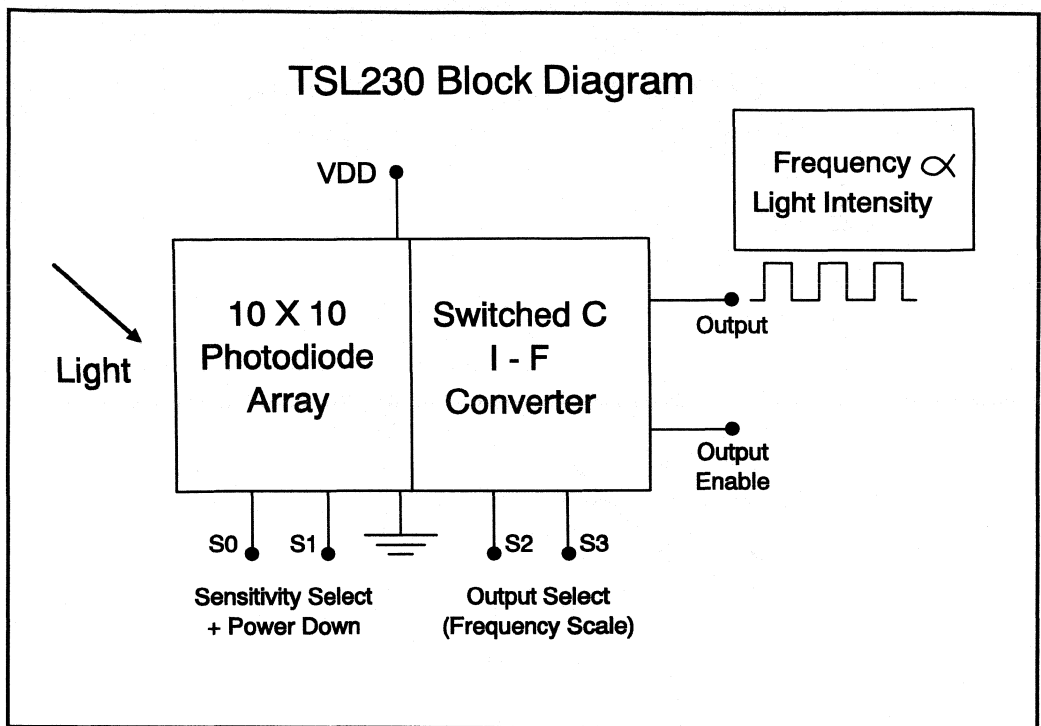 TSL230 Block Diagram
Frequency ∝
Light Intensity
VDD
10 X 10
Photodiode
Array
Switched C
I - F
Converter
Light
Output
Output
Enable
S0
S1
S2
S3
Sensitivity Select
+ Power Down
Output Select
(Frequency Scale)